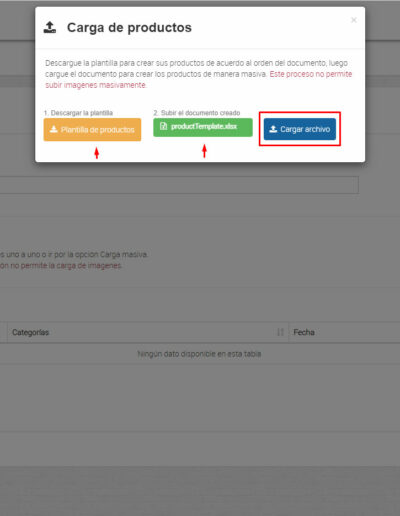 Carga de productos
×
Descargue la plantilla para crear sus productos de acuerdo al orden del documento, luego
cargue el documento para crear los productos de manera masiva. Este proceso no permite
subir imagenes masivamente.
1. Descargar la plantilla
2. Subir el documento creado
Plantilla de productos
productTemplate.xlsx
Cargar archivo
s uno a uno o ir por la opción Carga masiva.
ón no permite la carga de imágenes.
Categorías
Fecha
Ningún dato disponible en esta tabla